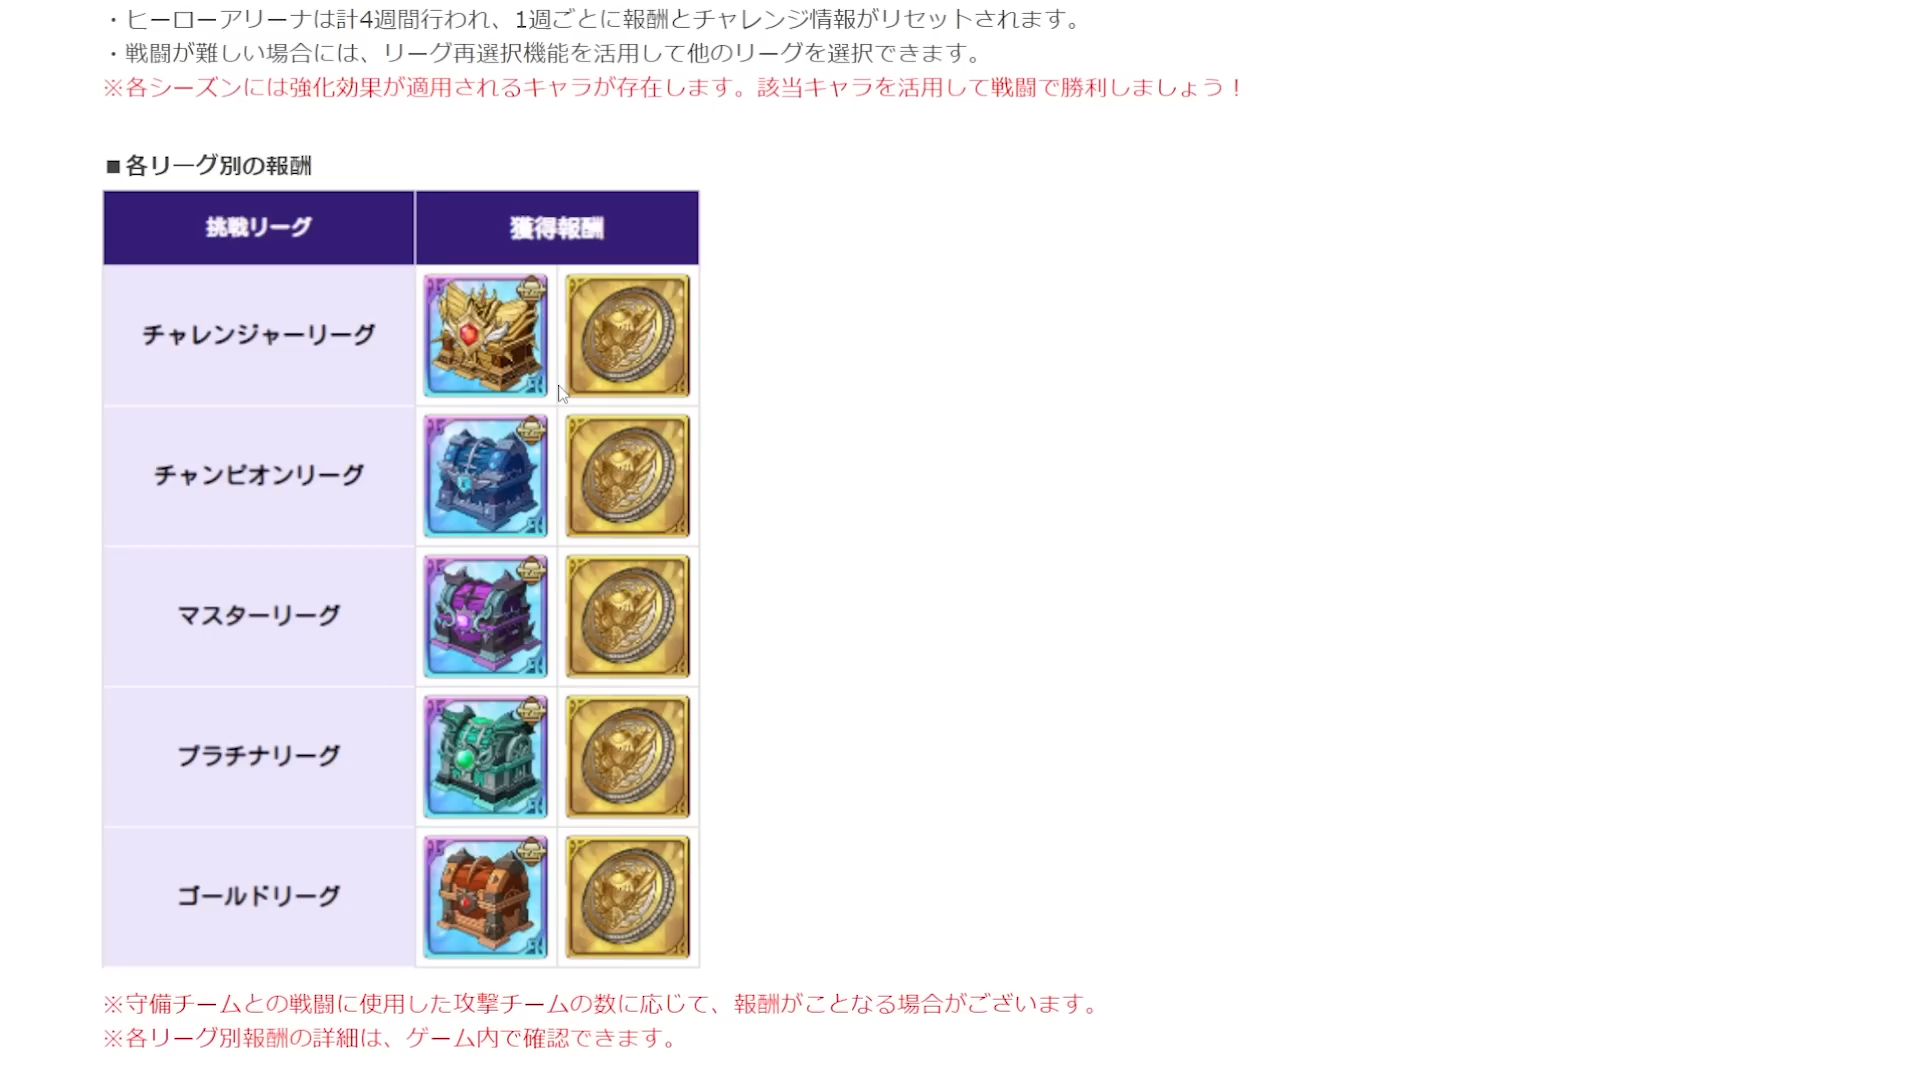 ・ヒーローアリーナは計4週間行われ、1週ごとに報酬とチャレンジ情報がリセットされます。
・戦闘が難しい場合には、リーグ再選択機能を活用して他のリーグを選択できます。
※各シーズンには強化効果が適用されるキャラが存在します。該当キャラを活用して戦闘で勝利しましょう！
■各リーグ別の報酬
挑戦リーグ 獲得報酬
チャレンジャーリーグ
チャンピオンリーグ
マスターリーグ
プラチナリーグ
ゴールドリーグ
※守備チームとの戦闘に使用した攻撃チームの数に応じて、報酬がことなる場合がございます。
※各リーグ別報酬の詳細は、ゲーム内で確認できます。